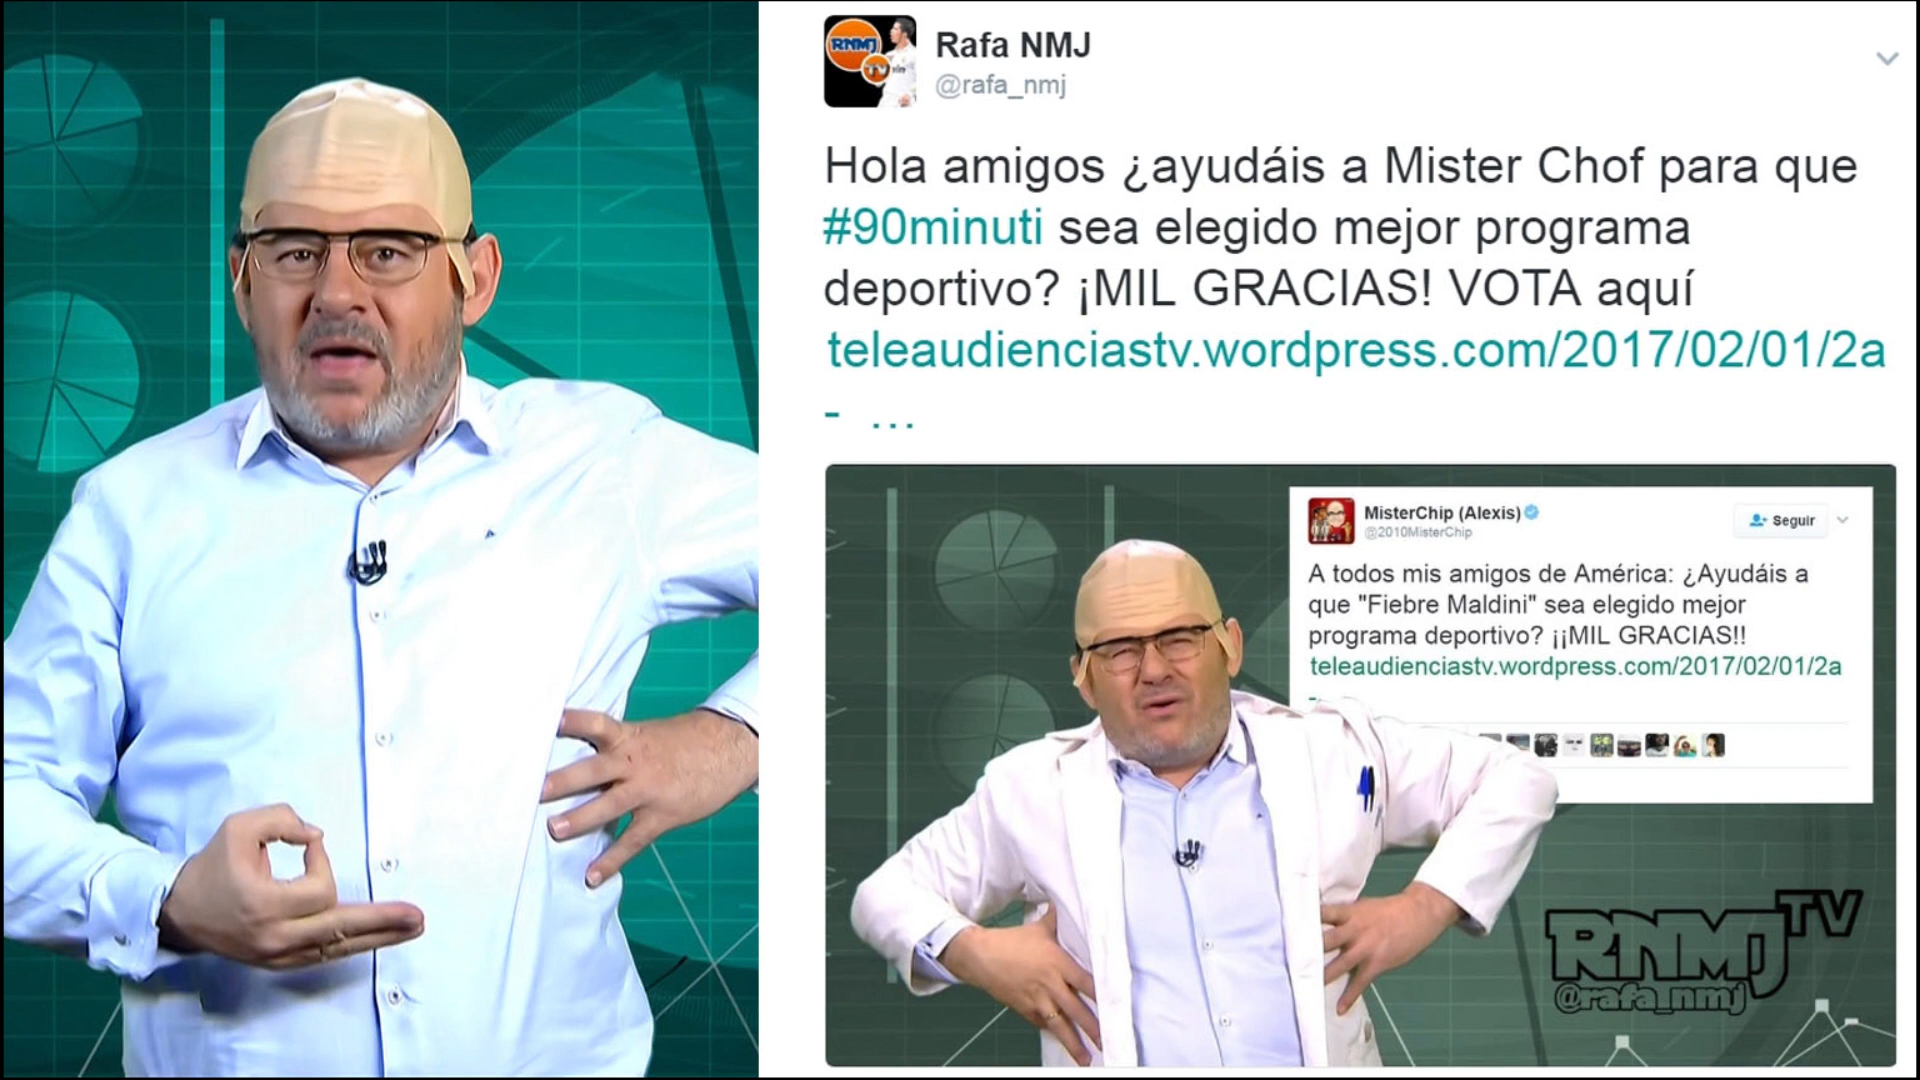 RNMJ
TV
Rafa NMJ
@rafa_nmj
Hola amigos ¿ayudáis a Mister Chof para que
#90minuti sea elegido mejor programa
deportivo? ¡MIL GRACIAS! VOTA aquí
teleaudienciastv.wordpress.com/2017/02/01/2a
- …
MisterChip (Alexis)
@2010MisterChip
Seguir
A todos mis amigos de América: ¿Ayudáis a
que "Fiebre Maldini" sea elegido mejor
programa deportivo? ¡¡MIL GRACIAS!!
teleaudienciastv.wordpress.com/2017/02/01/2a
-
RNMJ TV
@rafa_nmj